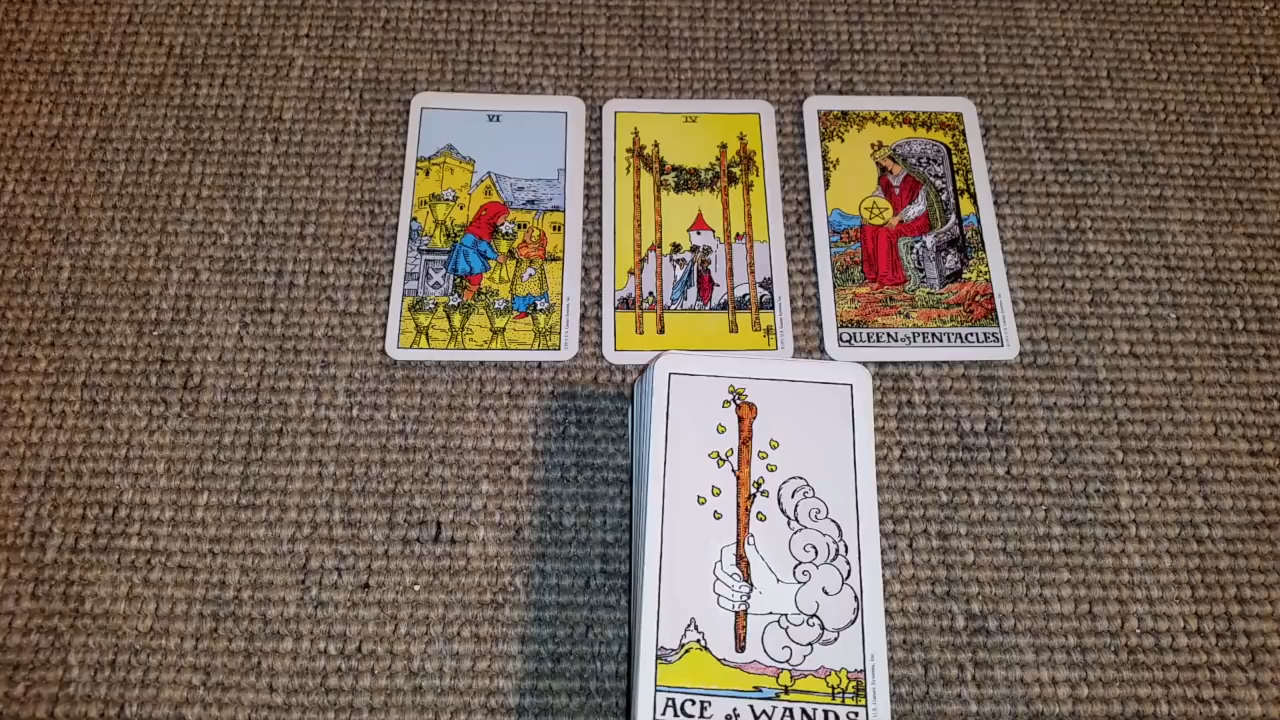 VI
IV
QUEEN of PENTACLES
ACE of WANDS